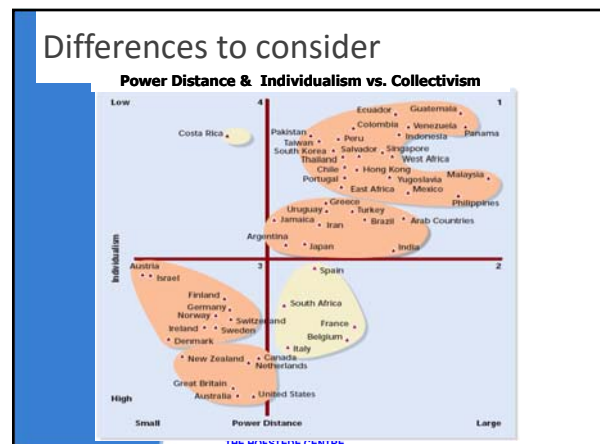 Differences to consider
Power Distance & Individualism vs. Collectivism
Low 4 1
Ecuador Guatemala
Costa Rica Pakistan Colombia Venezuela
Panama
Taiwan Peru Indonesia
South Korea Salvador Singapore
Thailand West Africa
Chile Hong Kong
Portugal Yugoslavia Malaysia
East Africa Mexico
Philippines
Greece
Uruguay Turkey
Jamaica Iran Brazil Arab Countries
Argentina
Japan India
Individualism
Austria 3 2
Israel Spain
Finland
Germany South Africa
Norway Switzerland
Ireland Sweden France
Denmark Belgium
Italy
New Zealand Canada
Netherlands
Great Britain
Australia United States
High
Small Power Distance Large
THE HOFSTEDE CENTRE